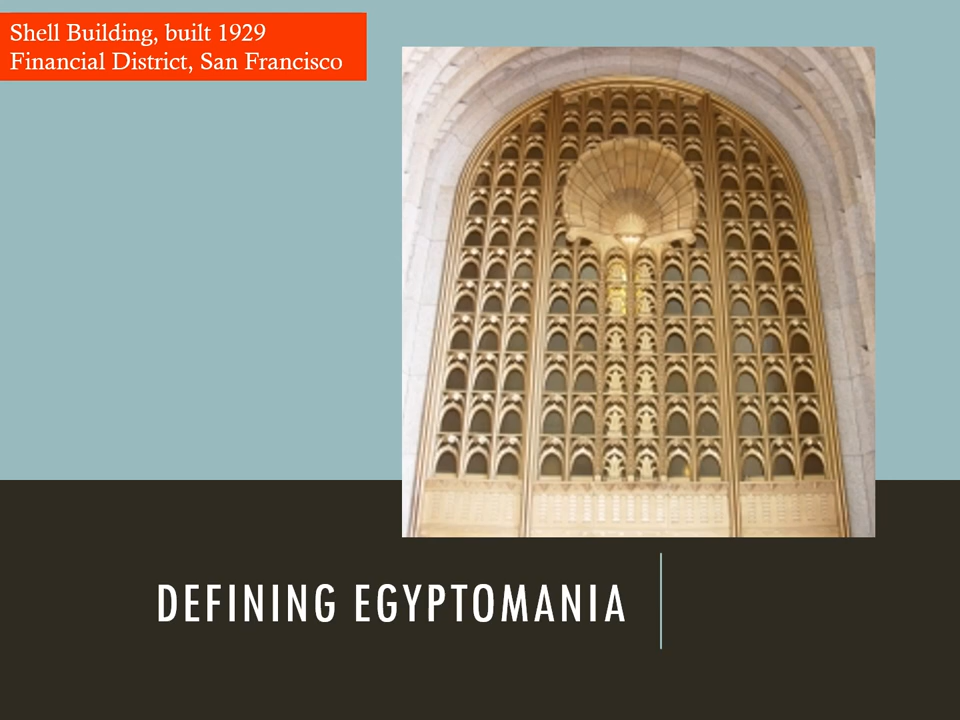 Shell Building, built 1929
Financial District, San Francisco
DEFINING EGYPTOMANIA